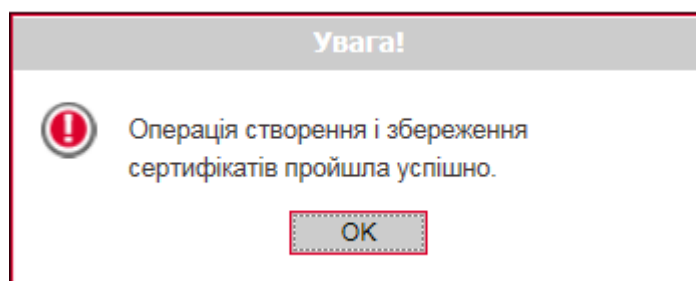 Увага!
Операція створення і збереження
сертифікатів пройшла успішно.
OK